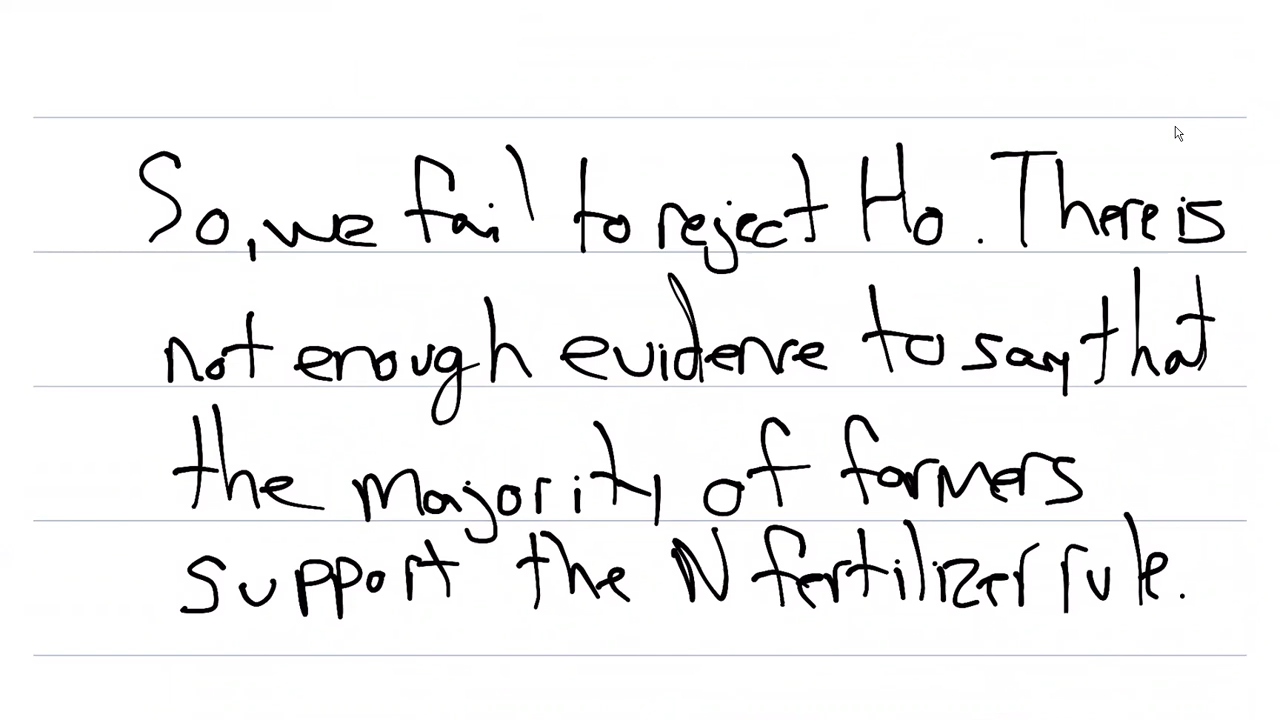 So, we fail to reject Ho. There is
not enough evidence to say that
the majority of farmers
support the N fertilizer rule.